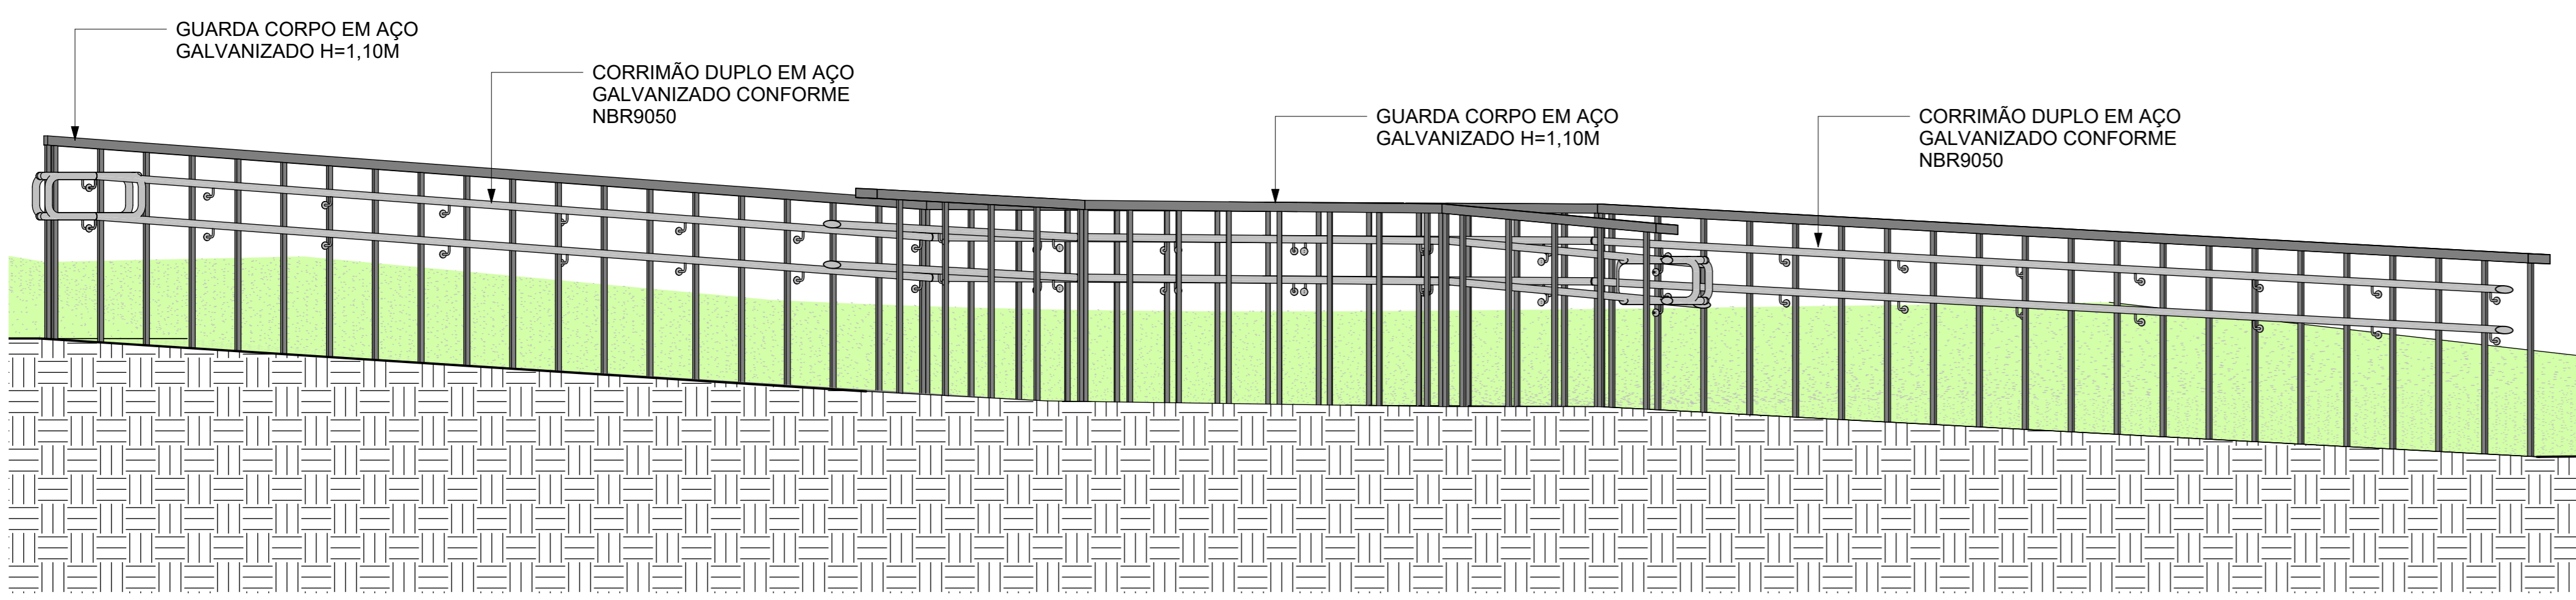 GUARDA CORPO EM AÇO
GALVANIZADO H=1,10M
CORRIMÃO DUPLO EM AÇO
GALVANIZADO CONFORME
NBR9050
GUARDA CORPO EM AÇO
GALVANIZADO H=1,10M
CORRIMÃO DUPLO EM AÇO
GALVANIZADO CONFORME
NBR9050